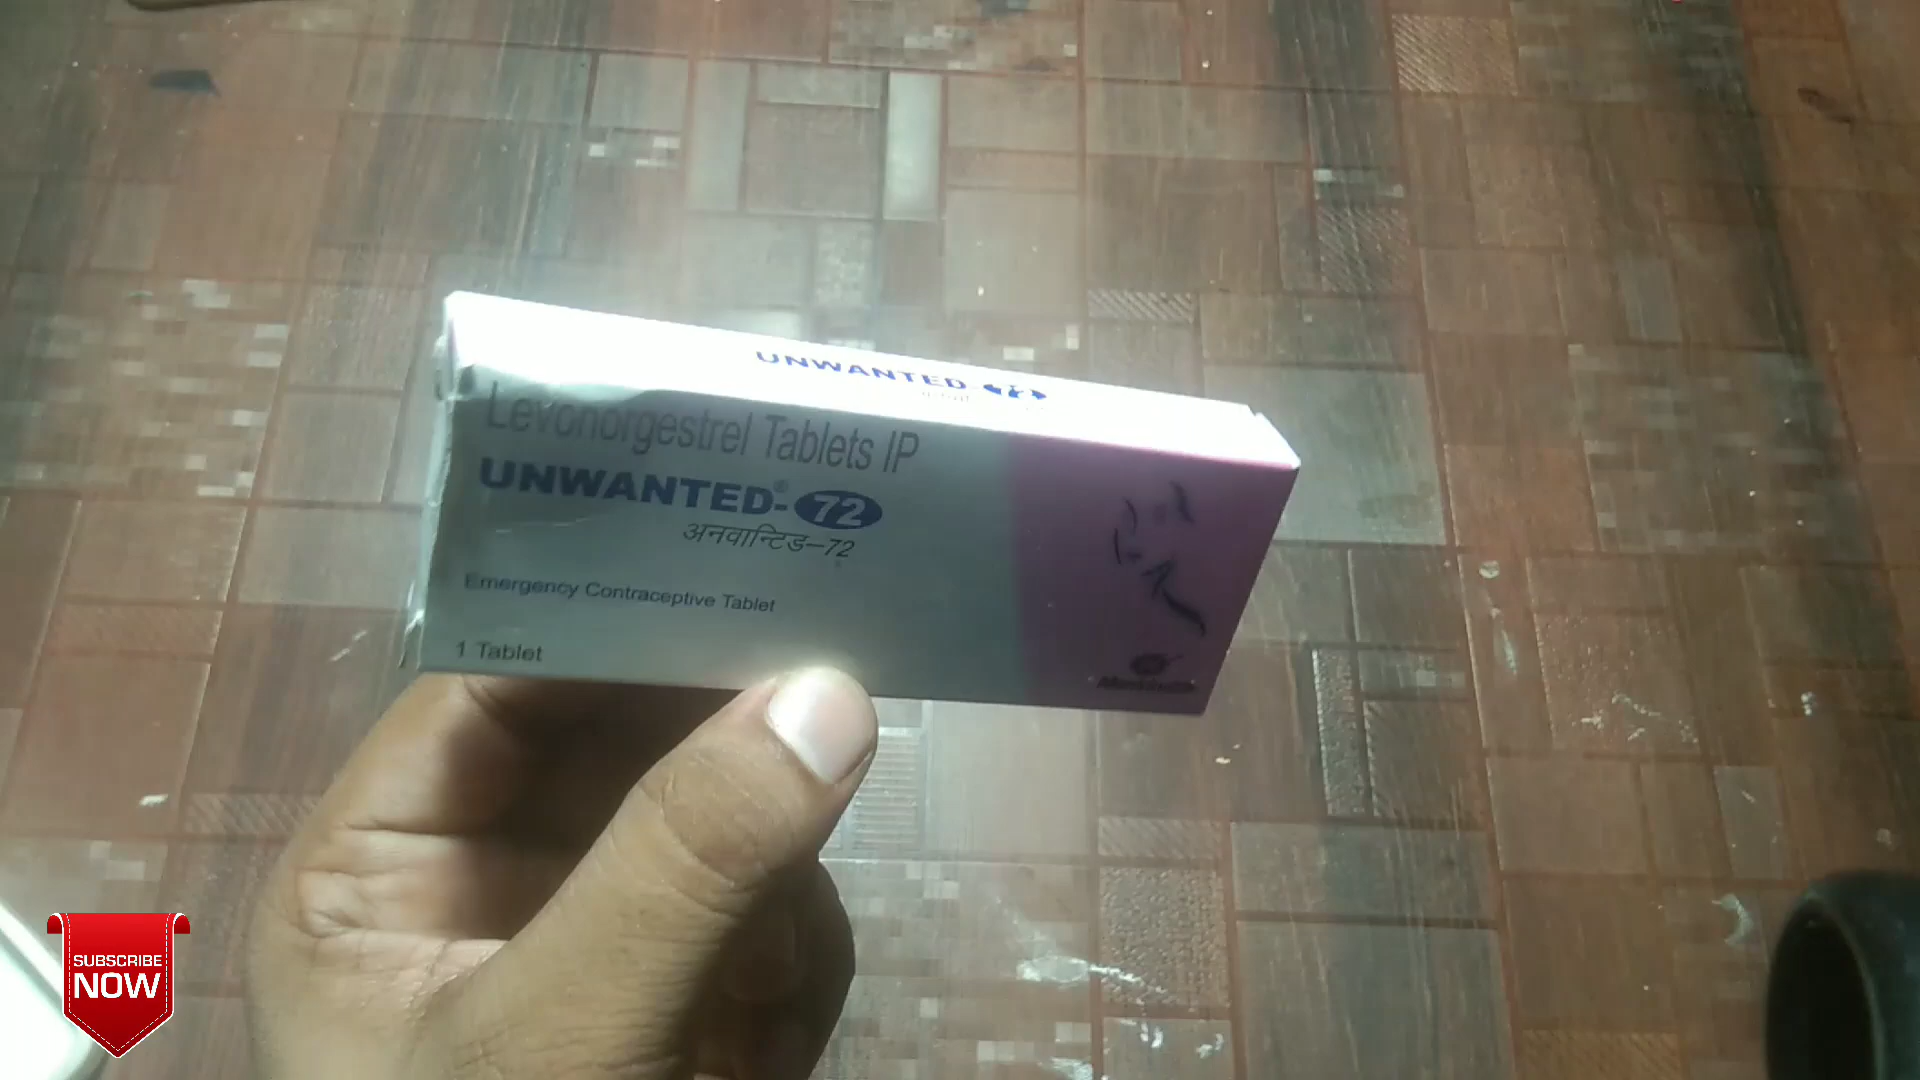 UNWANTED-
Levonorgestrel Tablets IP
UNWANTED®-72
अनवान्टिड–72
Emergency Contraceptive Tablet
1 Tablet
SUBSCRIBE
NOW